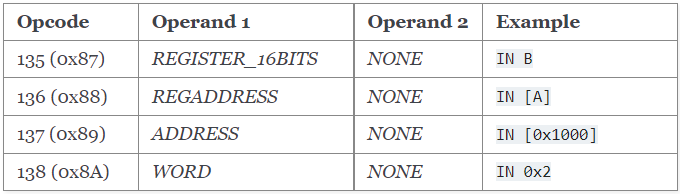 Opcode Operand 1 Operand 2 Example
135 (0x87) REGISTER_16BITS NONE IN B
136 (0x88) REGADDRESS NONE IN [A]
137 (0x89) ADDRESS NONE IN [0x1000]
138 (0x8A) WORD NONE IN 0x2